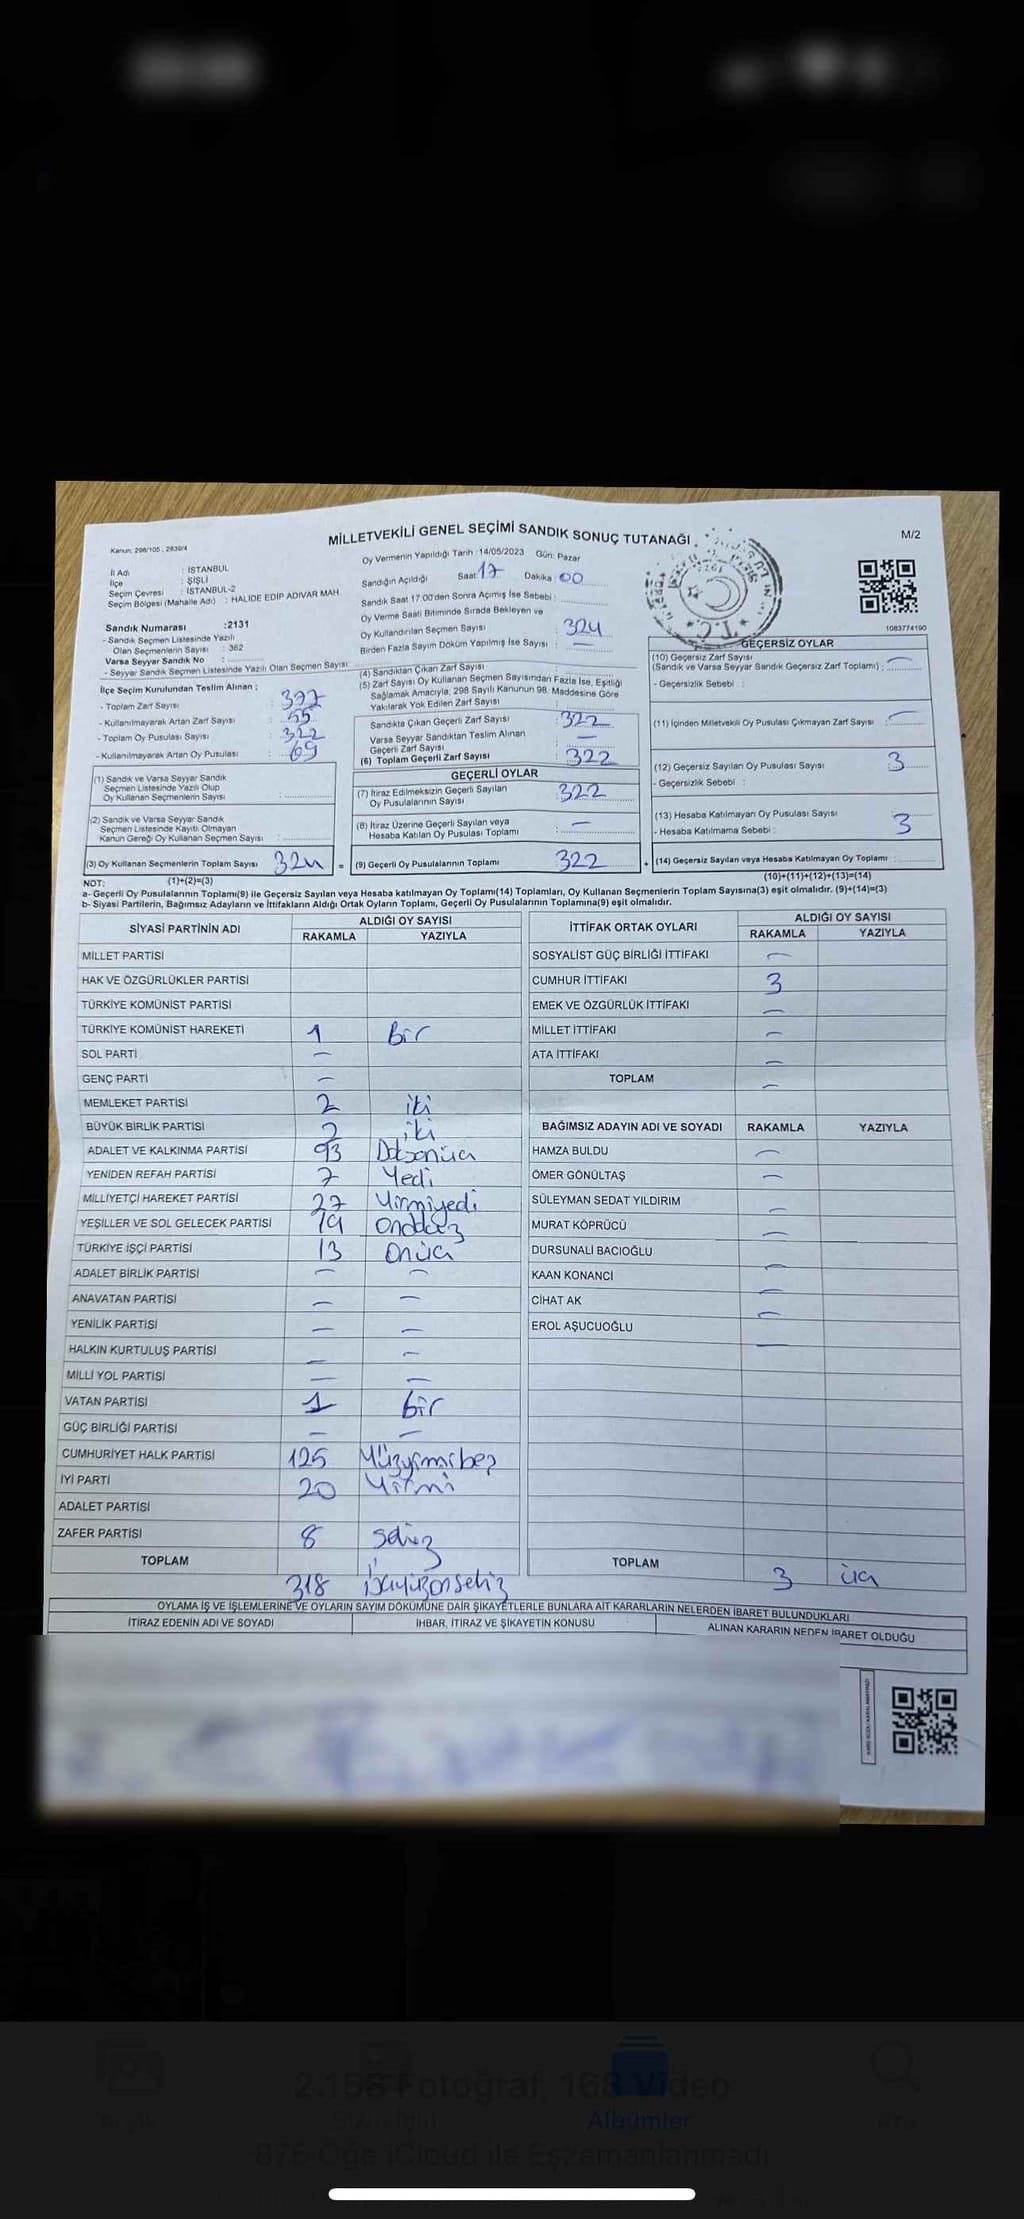 MİLLETVEKİLİ GENEL SEÇİMİ SANDIK SONUÇ TUTANAĞI
M/2
Kanun: 298/105 , 2839/4
İl Adı : İSTANBUL
İlçe : ŞİŞLİ
Seçim Çevresi : İSTANBUL-2
Seçim Bölgesi (Mahalle Adı) : HALİDE EDİP ADIVAR MAH.
Oy Vermenin Yapıldığı Tarih : 14/05/2023 Gün: Pazar
Sandığın Açıldığı Saat: 17 Dakika: 00
Sandık Saat 17.00'den Sonra Açımış İse Sebebi :
Oy Verme Saati Bitiminde Sırada Bekleyen ve
Oy Kullandırılan Seçmen Sayısı : 324
Birden Fazla Sayım Döküm Yapılmış İse Sayısı : —
1083774190
Sandık Numarası :2131
- Sandık Seçmen Listesinde Yazılı
Olan Seçmenlerin Sayısı : 362
Varsa Seyyar Sandık No :
- Seyyar Sandık Seçmen Listesinde Yazılı Olan Seçmen Sayısı:
İlçe Seçim Kurulundan Teslim Alınan ;
- Toplam Zarf Sayısı : 377
- Kullanılmayarak Artan Zarf Sayısı : 55
- Toplam Oy Pusulası Sayısı : 322
- Kullanılmayarak Artan Oy Pusulası : 69
(1) Sandık ve Varsa Seyyar Sandık
Seçmen Listesinde Yazılı Olup
Oy Kullanan Seçmenlerin Sayısı :
(2) Sandık ve Varsa Seyyar Sandık
Seçmen Listesinde Kayıtlı Olmayan
Kanun Gereği Oy Kullanan Seçmen Sayısı :
(3) Oy Kullanan Seçmenlerin Toplam Sayısı 324 =
(4) Sandıktan Çıkan Zarf Sayısı :
(5) Zarf Sayısı Oy Kullanan Seçmen Sayısından Fazla İse, Eşitliği
Sağlamak Amacıyla, 298 Sayılı Kanunun 98. Maddesine Göre
Yakılarak Yok Edilen Zarf Sayısı :
Sandıkta Çıkan Geçerli Zarf Sayısı : 322
Varsa Seyyar Sandıktan Teslim Alınan
Geçerli Zarf Sayısı : —
(6) Toplam Geçerli Zarf Sayısı : 322
GEÇERLİ OYLAR
(7) İtiraz Edilmeksizin Geçerli Sayılan
Oy Pusulalarının Sayısı : 322
(8) İtiraz Üzerine Geçerli Sayılan veya
Hesaba Katılan Oy Pusulası Toplamı : —
(9) Geçerli Oy Pusulalarının Toplamı 322 +
GEÇERSİZ OYLAR
(10) Geçersiz Zarf Sayısı
(Sandık ve Varsa Seyyar Sandık Geçersiz Zarf Toplamı) : —
- Geçersizlik Sebebi :
(11) İçinden Milletvekili Oy Pusulası Çıkmayan Zarf Sayısı : —
(12) Geçersiz Sayılan Oy Pusulası Sayısı : 3
- Geçersizlik Sebebi :
(13) Hesaba Katılmayan Oy Pusulası Sayısı : 3
- Hesaba Katılmama Sebebi :
(14) Geçersiz Sayılan veya Hesaba Katılmayan Oy Toplamı :
NOT: (1)+(2)=(3) (10)+(11)+(12)+(13)=(14)
a- Geçerli Oy Pusulalarının Toplamı(9) ile Geçersiz Sayılan veya Hesaba katılmayan Oy Toplamı(14) Toplamları, Oy Kullanan Seçmenlerin Toplam Sayısına(3) eşit olmalıdır. (9)+(14)=(3)
b- Siyasi Partilerin, Bağımsız Adayların ve İttifakların Aldığı Ortak Oyların Toplamı, Geçerli Oy Pusulalarının Toplamına(9) eşit olmalıdır.
SİYASİ PARTİNİN ADI ALDIĞI OY SAYISI
RAKAMLA YAZIYLA
MİLLET PARTİSİ
HAK VE ÖZGÜRLÜKLER PARTİSİ
TÜRKİYE KOMÜNİST PARTİSİ
TÜRKİYE KOMÜNİST HAREKETİ 1 Bir
SOL PARTİ —
GENÇ PARTİ —
MEMLEKET PARTİSİ 2 iki
BÜYÜK BİRLİK PARTİSİ 2 iki
ADALET VE KALKINMA PARTİSİ 93 Doksanüç
YENİDEN REFAH PARTİSİ 7 Yedi
MİLLİYETÇİ HAREKET PARTİSİ 27 Yirmiyedi
YEŞİLLER VE SOL GELECEK PARTİSİ 19 Ondokuz
TÜRKİYE İŞÇİ PARTİSİ 13 Onüç
ADALET BİRLİK PARTİSİ — —
ANAVATAN PARTİSİ — —
YENİLİK PARTİSİ — —
HALKIN KURTULUŞ PARTİSİ — —
MİLLİ YOL PARTİSİ — —
VATAN PARTİSİ 1 bir
GÜÇ BİRLİĞİ PARTİSİ — —
CUMHURİYET HALK PARTİSİ 125 Yüzyirmibeş
İYİ PARTİ 20 Yirmi
ADALET PARTİSİ
ZAFER PARTİSİ 8 sekiz
TOPLAM 318 üçyüzonsekiz
İTTİFAK ORTAK OYLARI ALDIĞI OY SAYISI
RAKAMLA YAZIYLA
SOSYALİST GÜÇ BİRLİĞİ İTTİFAKI —
CUMHUR İTTİFAKI 3
EMEK VE ÖZGÜRLÜK İTTİFAKI —
MİLLET İTTİFAKI —
ATA İTTİFAKI —
TOPLAM —
BAĞIMSIZ ADAYIN ADI VE SOYADI RAKAMLA YAZIYLA
HAMZA BULDU —
ÖMER GÖNÜLTAŞ —
SÜLEYMAN SEDAT YILDIRIM —
MURAT KÖPRÜCÜ —
DURSUNALİ BACIOĞLU —
KAAN KONANCİ —
CİHAT AK —
EROL AŞUCUOĞLU —
TOPLAM 3 üç
OYLAMA İŞ VE İŞLEMLERİNE VE OYLARIN SAYIM DÖKÜMÜNE DAİR ŞİKAYETLERLE BUNLARA AİT KARARLARIN NELERDEN İBARET BULUNDUKLARI
İTİRAZ EDENİN ADI VE SOYADI İHBAR, İTİRAZ VE ŞİKAYETİN KONUSU ALINAN KARARIN NEDEN İBARET OLDUĞU
2.158 Fotoğraf, 168 Video
Albümler
Ara
875 Öğe iCloud ile Eşzamanlanmadı